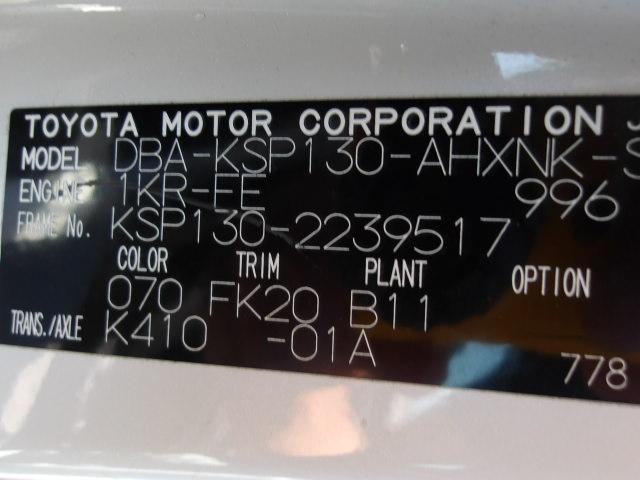 TOYOTA MOTOR CORPORATION J
MODEL DBA-KSP130-AHXNK-S
ENGINE 1KR-FE 996
FRAME No. KSP130-2239517
COLOR TRIM PLANT OPTION
070 FK20 B11
TRANS./AXLE K410 -01A
778